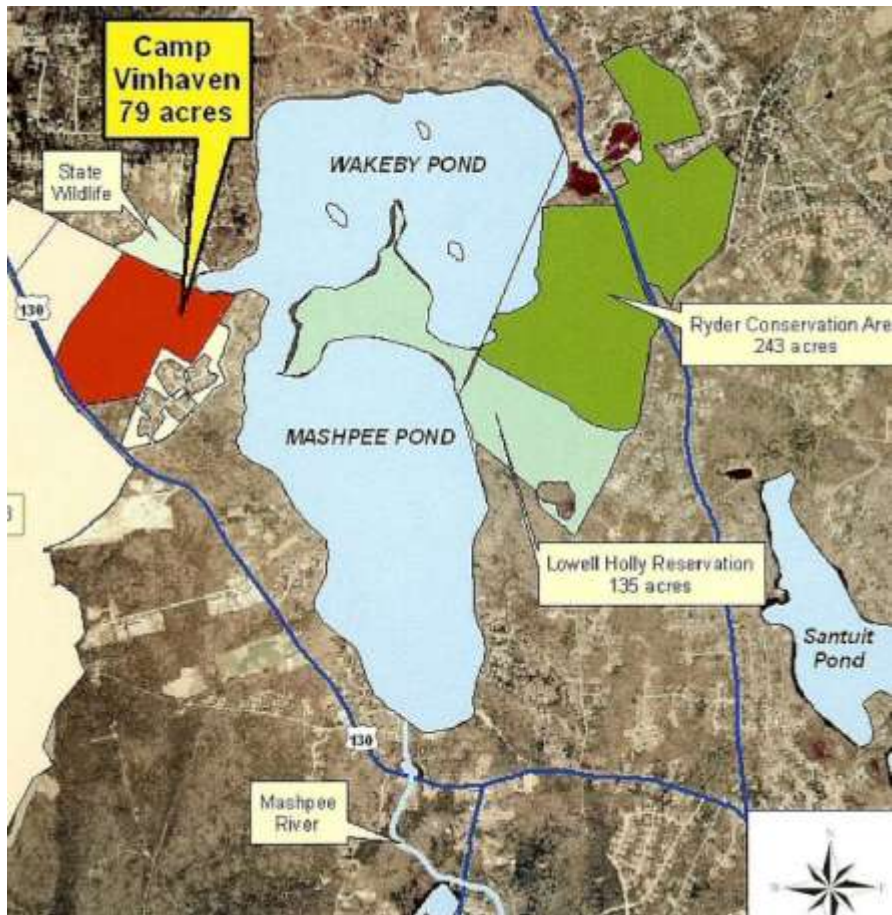 Camp
Vinhaven
79 acres
State
Wildlife
WAKEBY POND
130
Ryder Conservation Are
243 acres
MASHPEE POND
Lowell Holly Reservation
135 acres
Santuit
Pond
130
Mashpee
River
N